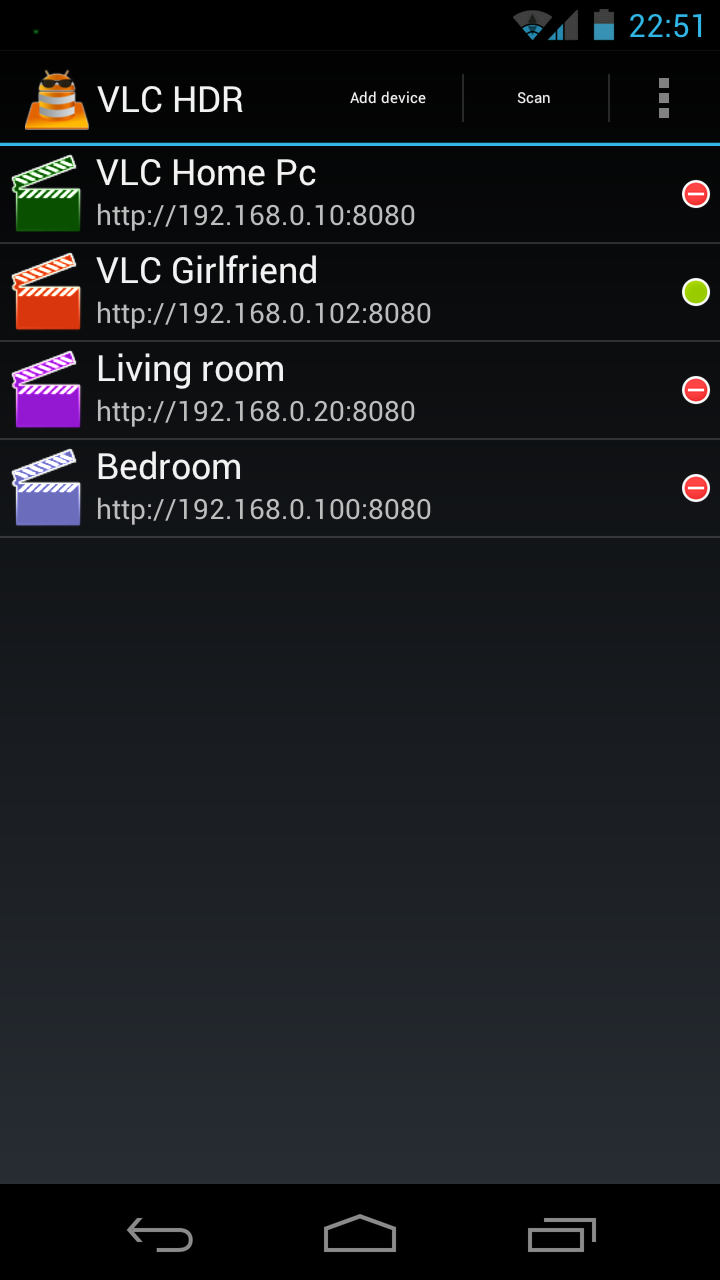 22:51
VLC HDR
Add device
Scan
VLC Home Pc
http://192.168.0.10:8080
VLC Girlfriend
http://192.168.0.102:8080
Living room
http://192.168.0.20:8080
Bedroom
http://192.168.0.100:8080